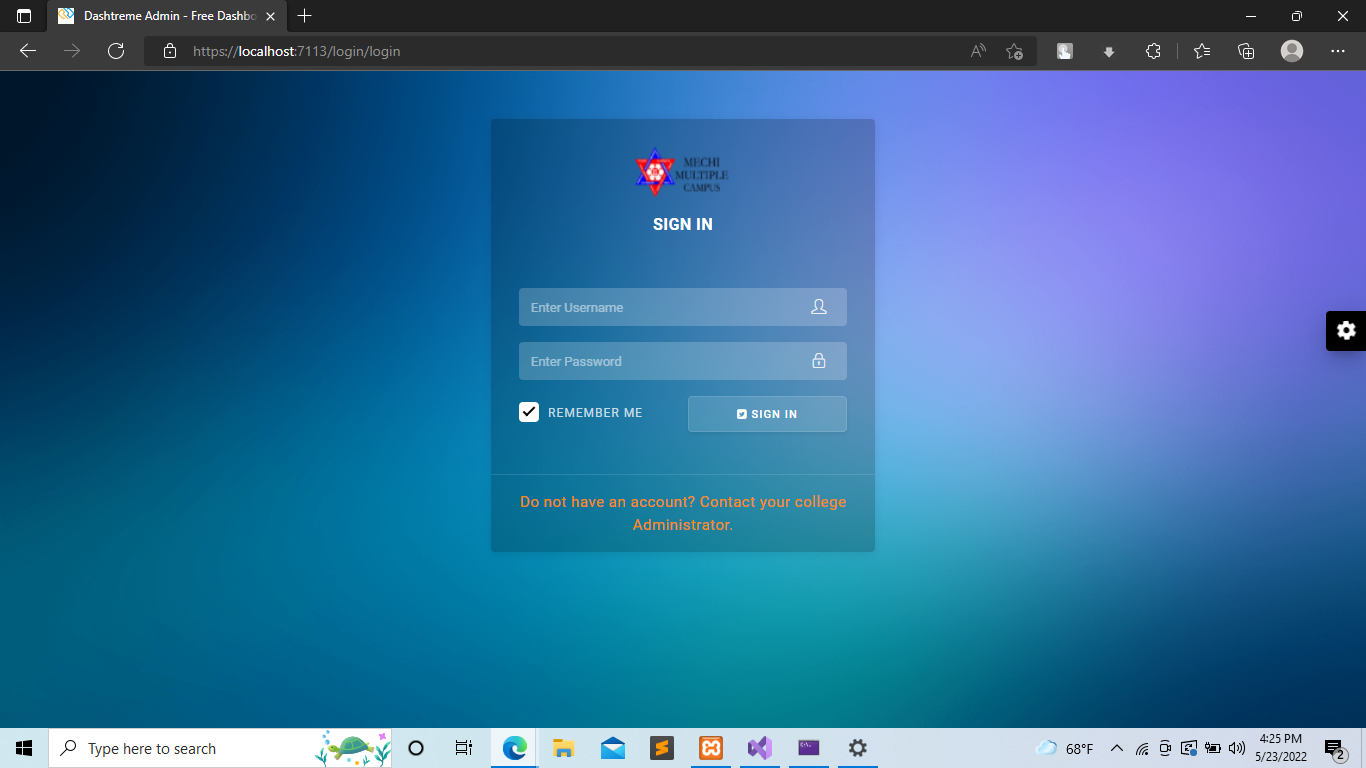 Dashtreme Admin - Free Dashbo
https://localhost:7113/login/login
MECHI
MULTIPLE
CAMPUS
SIGN IN
Enter Username
Enter Password
REMEMBER ME
SIGN IN
Do not have an account? Contact your college
Administrator.
Type here to search
68°F
4:25 PM
5/23/2022
2